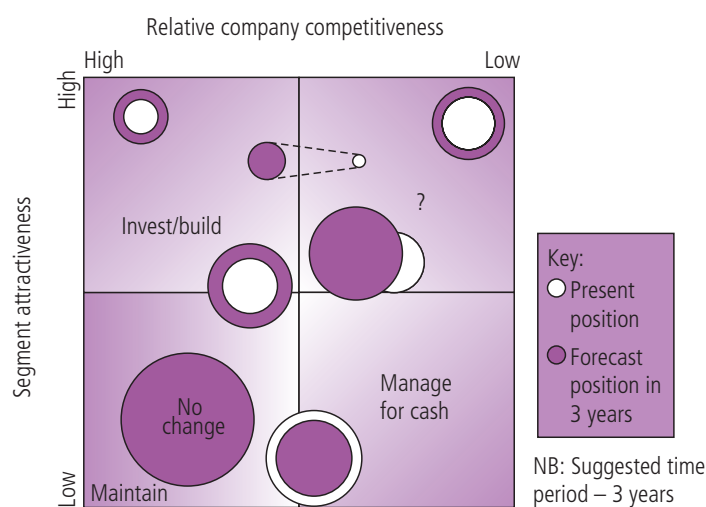 Relative company competitiveness
High
Low
High
Segment attractiveness
Low
?
Invest/build
No
change
Manage
for cash
Maintain
Key:
Present
position
Forecast
position in
3 years
NB: Suggested time
period – 3 years